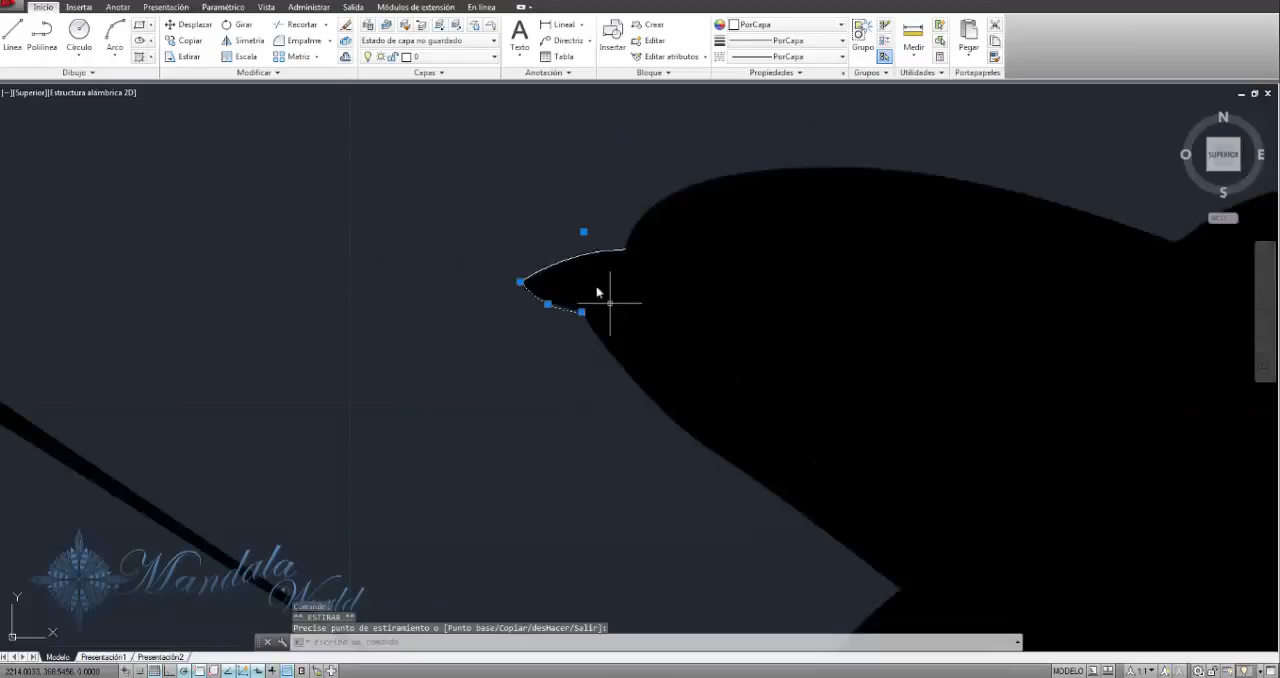 Inicio Insertar Anotar Presentación Paramétrico Vista Administrar Salida Módulos de extensión En línea
Línea Polilínea Círculo Arco
Desplazar Girar Recortar
Copiar Simetría Empalme
Estirar Escala Matriz
Estado de capa no guardado
0
Texto
Lineal
Directriz
Tabla
Insertar
Crear
Editar
Editar atributos
PorCapa
PorCapa
PorCapa
Grupo
Medir
Pegar
Dibujo Modificar Capas Anotación Bloque Propiedades Grupos Utilidades Portapapeles
[−][Superior][Estructura alámbrica 2D]
N
O SUPERIOR E
S
Mandala
World
Y
X
Comando:
** ESTIRAR **
Precise punto de estiramiento o [Punto base/Copiar/desHacer/Salir]:
Escriba un comando
Modelo Presentación1 Presentación2
MODELO
1:1